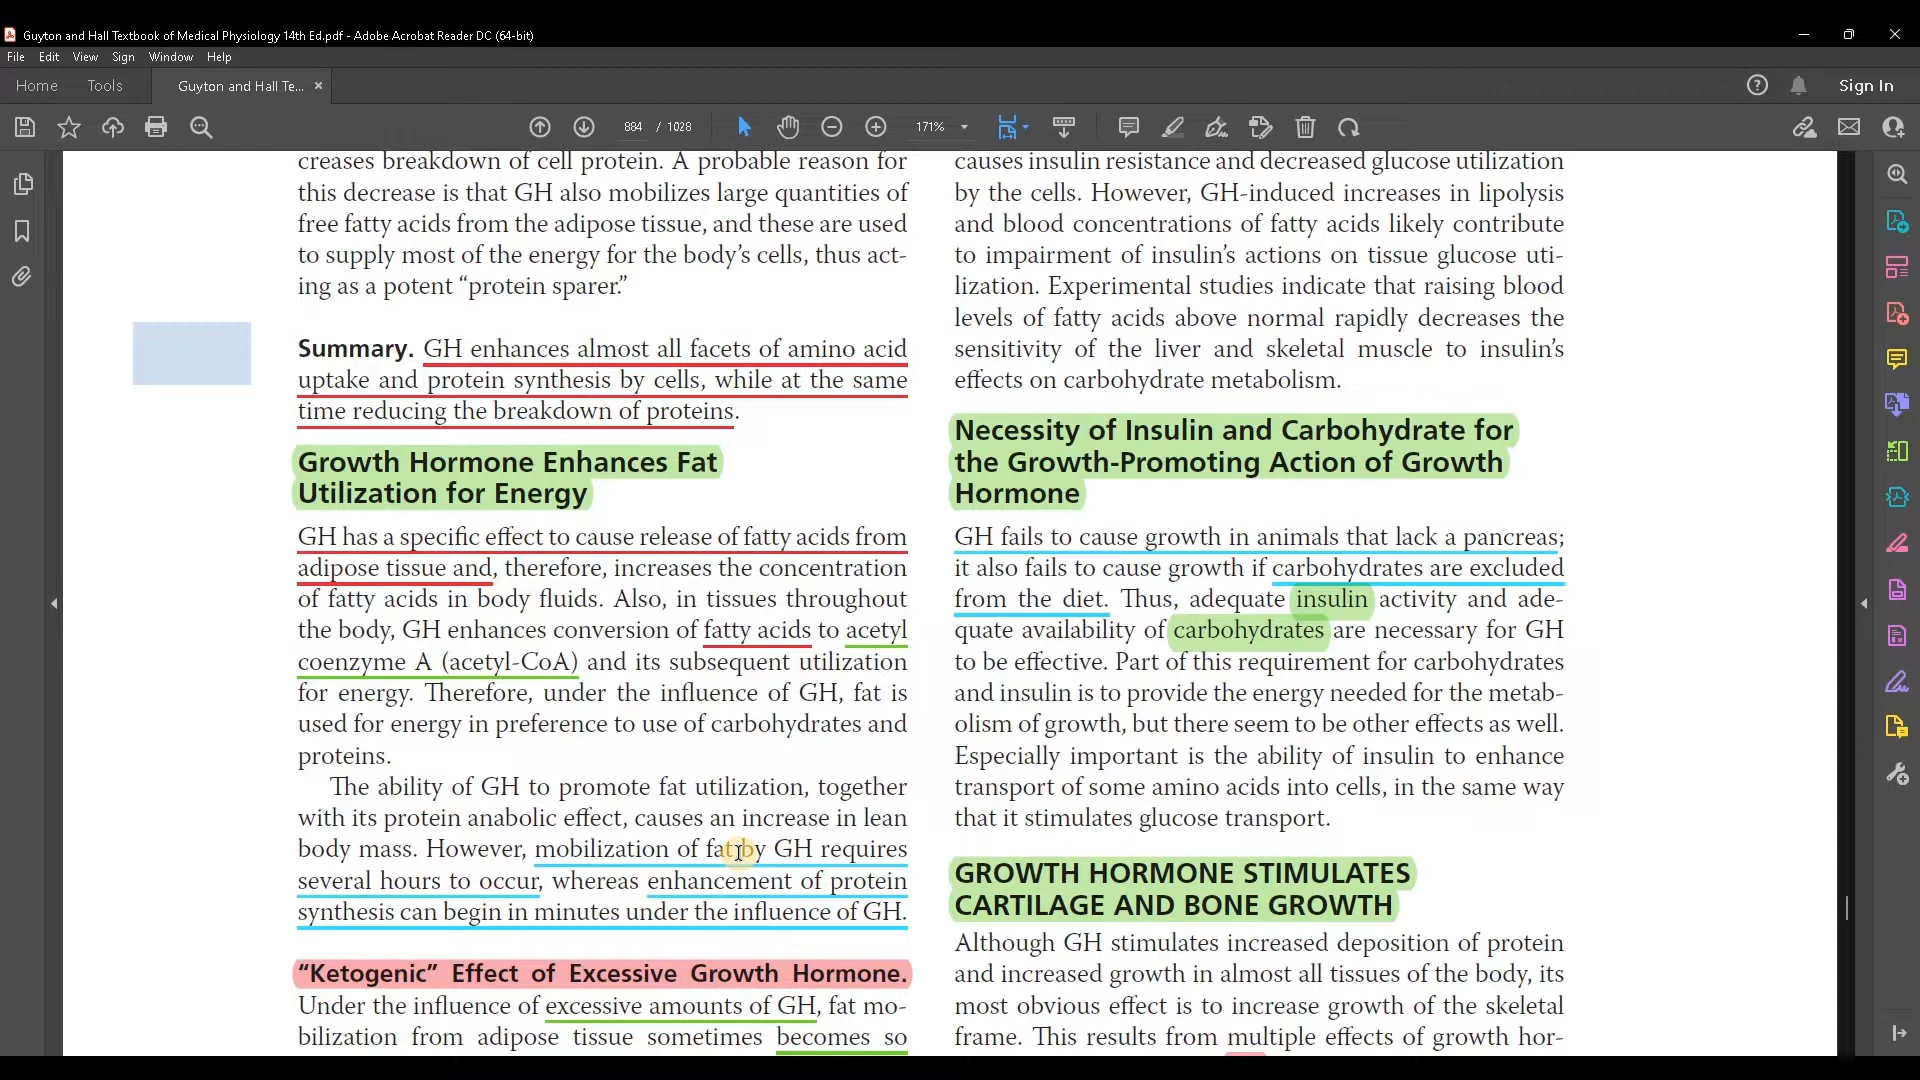 Guyton and Hall Textbook of Medical Physiology 14th Ed.pdf - Adobe Acrobat Reader DC (64-bit)
File Edit View Sign Window Help
Home Tools Guyton and Hall Te... × Sign In
884 / 1028 171%
creases breakdown of cell protein. A probable reason for
this decrease is that GH also mobilizes large quantities of
free fatty acids from the adipose tissue, and these are used
to supply most of the energy for the body's cells, thus act-
ing as a potent “protein sparer.”
Summary. GH enhances almost all facets of amino acid
uptake and protein synthesis by cells, while at the same
time reducing the breakdown of proteins.
Growth Hormone Enhances Fat
Utilization for Energy
GH has a specific effect to cause release of fatty acids from
adipose tissue and, therefore, increases the concentration
of fatty acids in body fluids. Also, in tissues throughout
the body, GH enhances conversion of fatty acids to acetyl
coenzyme A (acetyl-CoA) and its subsequent utilization
for energy. Therefore, under the influence of GH, fat is
used for energy in preference to use of carbohydrates and
proteins.
The ability of GH to promote fat utilization, together
with its protein anabolic effect, causes an increase in lean
body mass. However, mobilization of fat by GH requires
several hours to occur, whereas enhancement of protein
synthesis can begin in minutes under the influence of GH.
“Ketogenic” Effect of Excessive Growth Hormone.
Under the influence of excessive amounts of GH, fat mo-
bilization from adipose tissue sometimes becomes so
causes insulin resistance and decreased glucose utilization
by the cells. However, GH-induced increases in lipolysis
and blood concentrations of fatty acids likely contribute
to impairment of insulin's actions on tissue glucose uti-
lization. Experimental studies indicate that raising blood
levels of fatty acids above normal rapidly decreases the
sensitivity of the liver and skeletal muscle to insulin's
effects on carbohydrate metabolism.
Necessity of Insulin and Carbohydrate for
the Growth-Promoting Action of Growth
Hormone
GH fails to cause growth in animals that lack a pancreas;
it also fails to cause growth if carbohydrates are excluded
from the diet. Thus, adequate insulin activity and ade-
quate availability of carbohydrates are necessary for GH
to be effective. Part of this requirement for carbohydrates
and insulin is to provide the energy needed for the metab-
olism of growth, but there seem to be other effects as well.
Especially important is the ability of insulin to enhance
transport of some amino acids into cells, in the same way
that it stimulates glucose transport.
GROWTH HORMONE STIMULATES
CARTILAGE AND BONE GROWTH
Although GH stimulates increased deposition of protein
and increased growth in almost all tissues of the body, its
most obvious effect is to increase growth of the skeletal
frame. This results from multiple effects of growth hor-